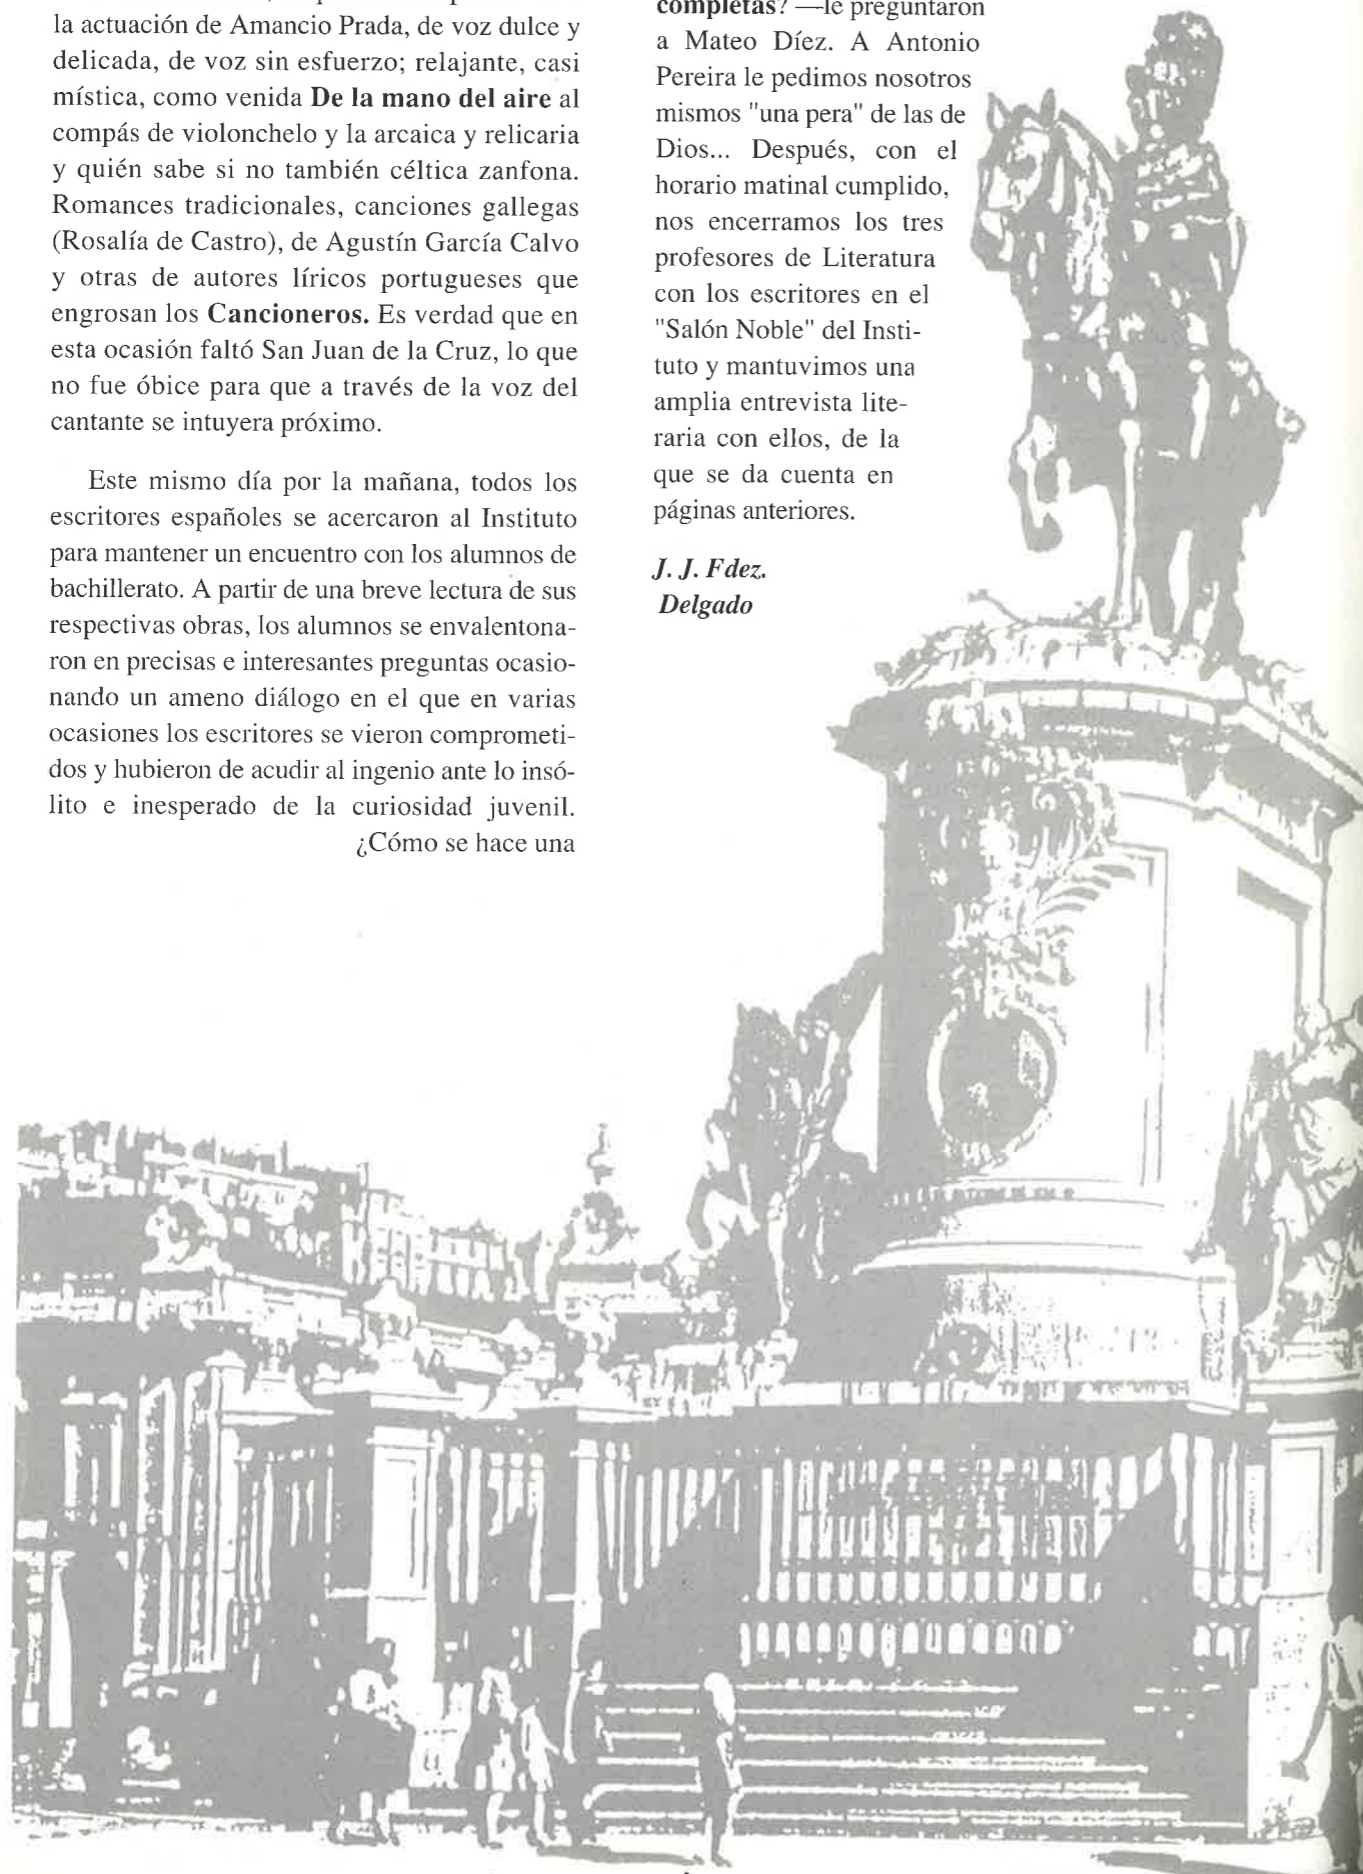 la actuación de Amancio Prada, de voz dulce y
delicada, de voz sin esfuerzo; relajante, casi
mística, como venida De la mano del aire al
compás de violonchelo y la arcaica y relicaria
y quién sabe si no también céltica zanfona.
Romances tradicionales, canciones gallegas
(Rosalía de Castro), de Agustín García Calvo
y otras de autores líricos portugueses que
engrosan los Cancioneros. Es verdad que en
esta ocasión faltó San Juan de la Cruz, lo que
no fue óbice para que a través de la voz del
cantante se intuyera próximo.
Este mismo día por la mañana, todos los
escritores españoles se acercaron al Instituto
para mantener un encuentro con los alumnos de
bachillerato. A partir de una breve lectura de sus
respectivas obras, los alumnos se envalentona-
ron en precisas e interesantes preguntas ocasio-
nando un ameno diálogo en el que en varias
ocasiones los escritores se vieron comprometi-
dos y hubieron de acudir al ingenio ante lo insó-
lito e inesperado de la curiosidad juvenil.
¿Cómo se hace una
completas? —le preguntaron
a Mateo Díez. A Antonio
Pereira le pedimos nosotros
mismos "una pera" de las de
Dios... Después, con el
horario matinal cumplido,
nos encerramos los tres
profesores de Literatura
con los escritores en el
"Salón Noble" del Insti-
tuto y mantuvimos una
amplia entrevista lite-
raria con ellos, de la
que se da cuenta en
páginas anteriores.
J. J. Fdez.
Delgado